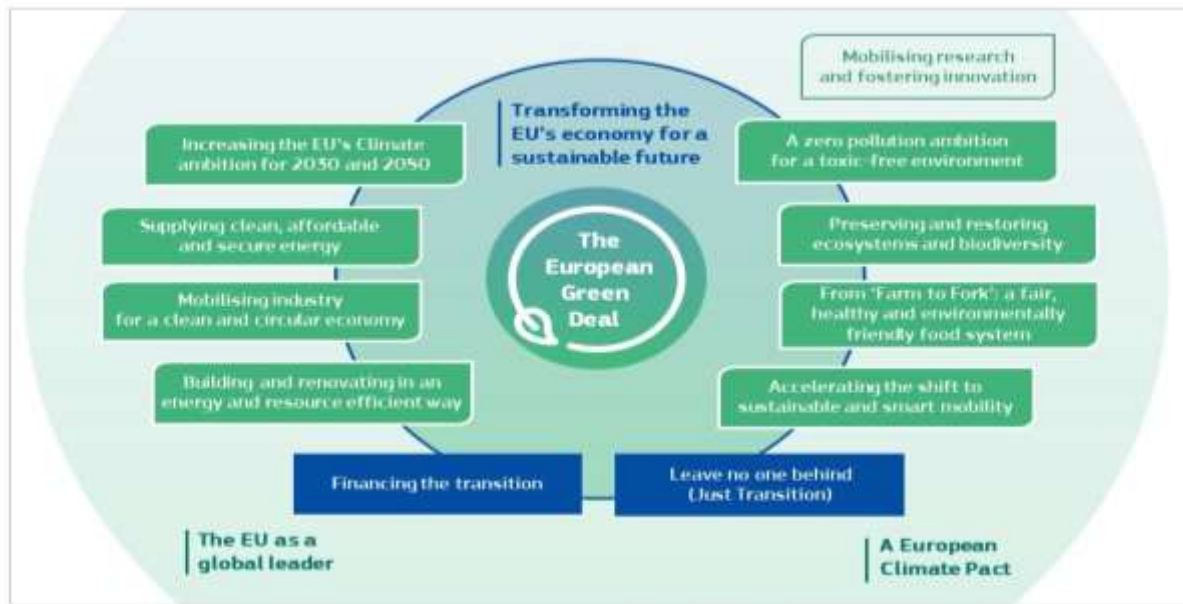 Mobilising research
and fostering innovation
Transforming the
EU's economy for a
sustainable future
Increasing the EU's Climate
ambition for 2030 and 2050
A zero pollution ambition
for a toxic-free environment
Supplying clean, affordable
and secure energy
Preserving and restoring
ecosystems and biodiversity
The
European
Green
Deal
Mobilising industry
for a clean and circular economy
From 'Farm to Fork': a fair,
healthy and environmentally
friendly food system
Building and renovating in an
energy and resource efficient way
Accelerating the shift to
sustainable and smart mobility
Financing the transition
Leave no one behind
(Just Transition)
The EU as a
global leader
A European
Climate Pact